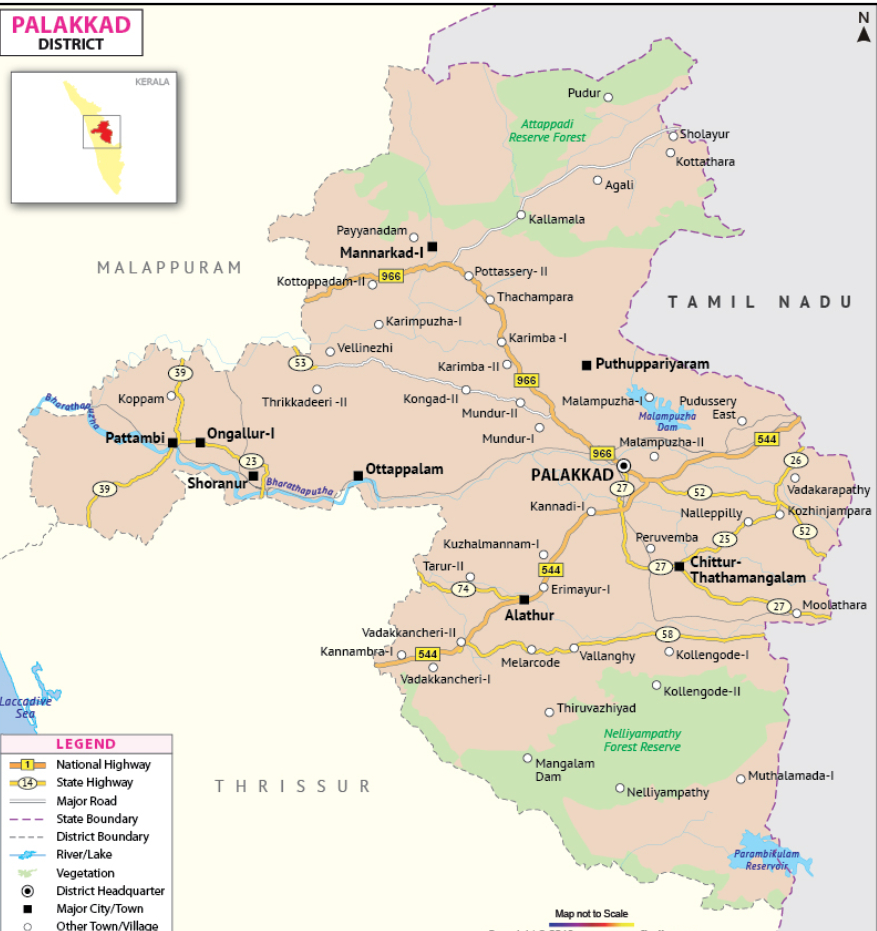 PALAKKAD
DISTRICT
N
KERALA
Pudur
Attappadi
Reserve Forest
Sholayur
Kottathara
Agali
Kallamala
Payyanadam
Mannarkad-I
MALAPPURAM
966
Pottassery- II
Kottoppadam-II
Thachampara
TAMIL NADU
Karimpuzha-I
Karimba -I
Vellinezhi
53
Karimba -II
Puthuppariyaram
39
966
Koppam
Thrikkadeeri -II
Kongad-II
Malampuzha-I
Pudussery
East
Bharathapuzha
Mundur-II
Malampuzha
Dam
Mundur-I
Malampuzha-II
544
Pattambi
Ongallur-I
966
23
26
Shoranur
Ottappalam
PALAKKAD
Bharathapuzha
39
27
52
Vadakarapathy
Kannadi-I
Nalleppilly
Kozhinjampara
52
Peruvemba
25
Kuzhalmannam-I
Tarur-II
544
27
Chittur-
Thathamangalam
74
Erimayur-I
Alathur
27
Moolathara
Vadakkancheri-II
58
Kannambra-I
544
Melarcode
Vallanghy
Kollengode-I
Vadakkancheri-I
Kollengode-II
Laccadive
Sea
Thiruvazhiyad
Nelliyampathy
Forest Reserve
Mangalam
Dam
Muthalamada-I
THRISSUR
Nelliyampathy
Parambikulam
Reservoir
LEGEND
1 National Highway
14 State Highway
Major Road
State Boundary
District Boundary
River/Lake
Vegetation
District Headquarter
Major City/Town
Other Town/Village
Map not to Scale